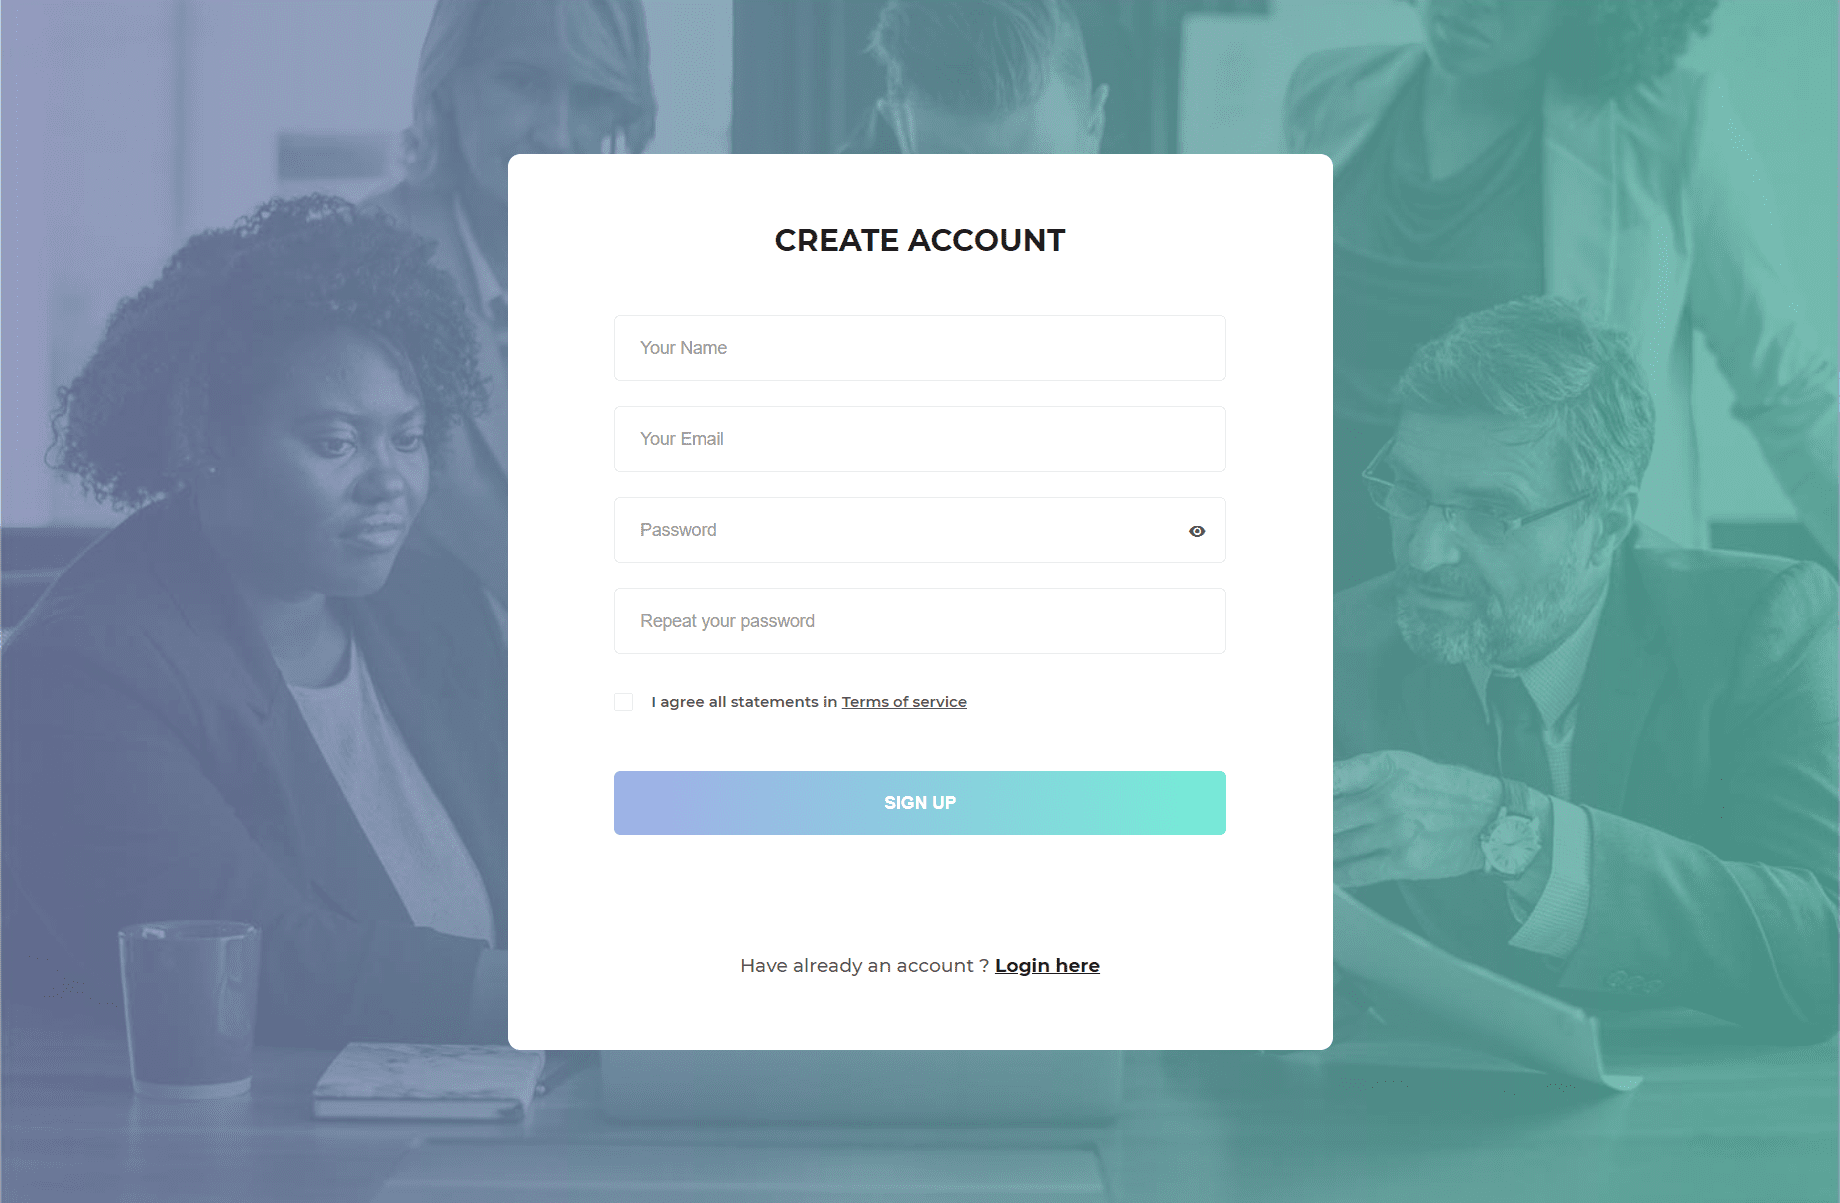 CREATE ACCOUNT
Your Name
Your Email
Password
Repeat your password
I agree all statements in Terms of service
SIGN UP
Have already an account ? Login here